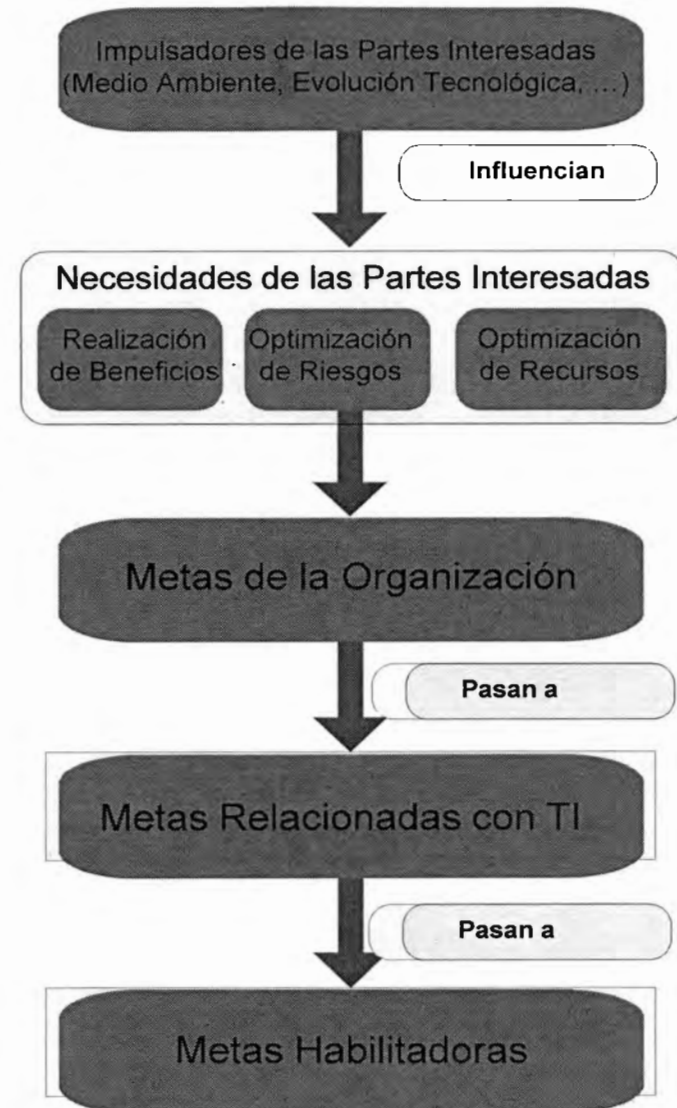 Impulsadores de las Partes Interesadas
(Medio Ambiente, Evolución Tecnológica, ...)
Influencian
Necesidades de las Partes Interesadas
Realización
de Beneficios
Optimización
de Riesgos
Optimización
de Recursos
Metas de la Organización
Pasan a
Metas Relacionadas con TI
Pasan a
Metas Habilitadoras